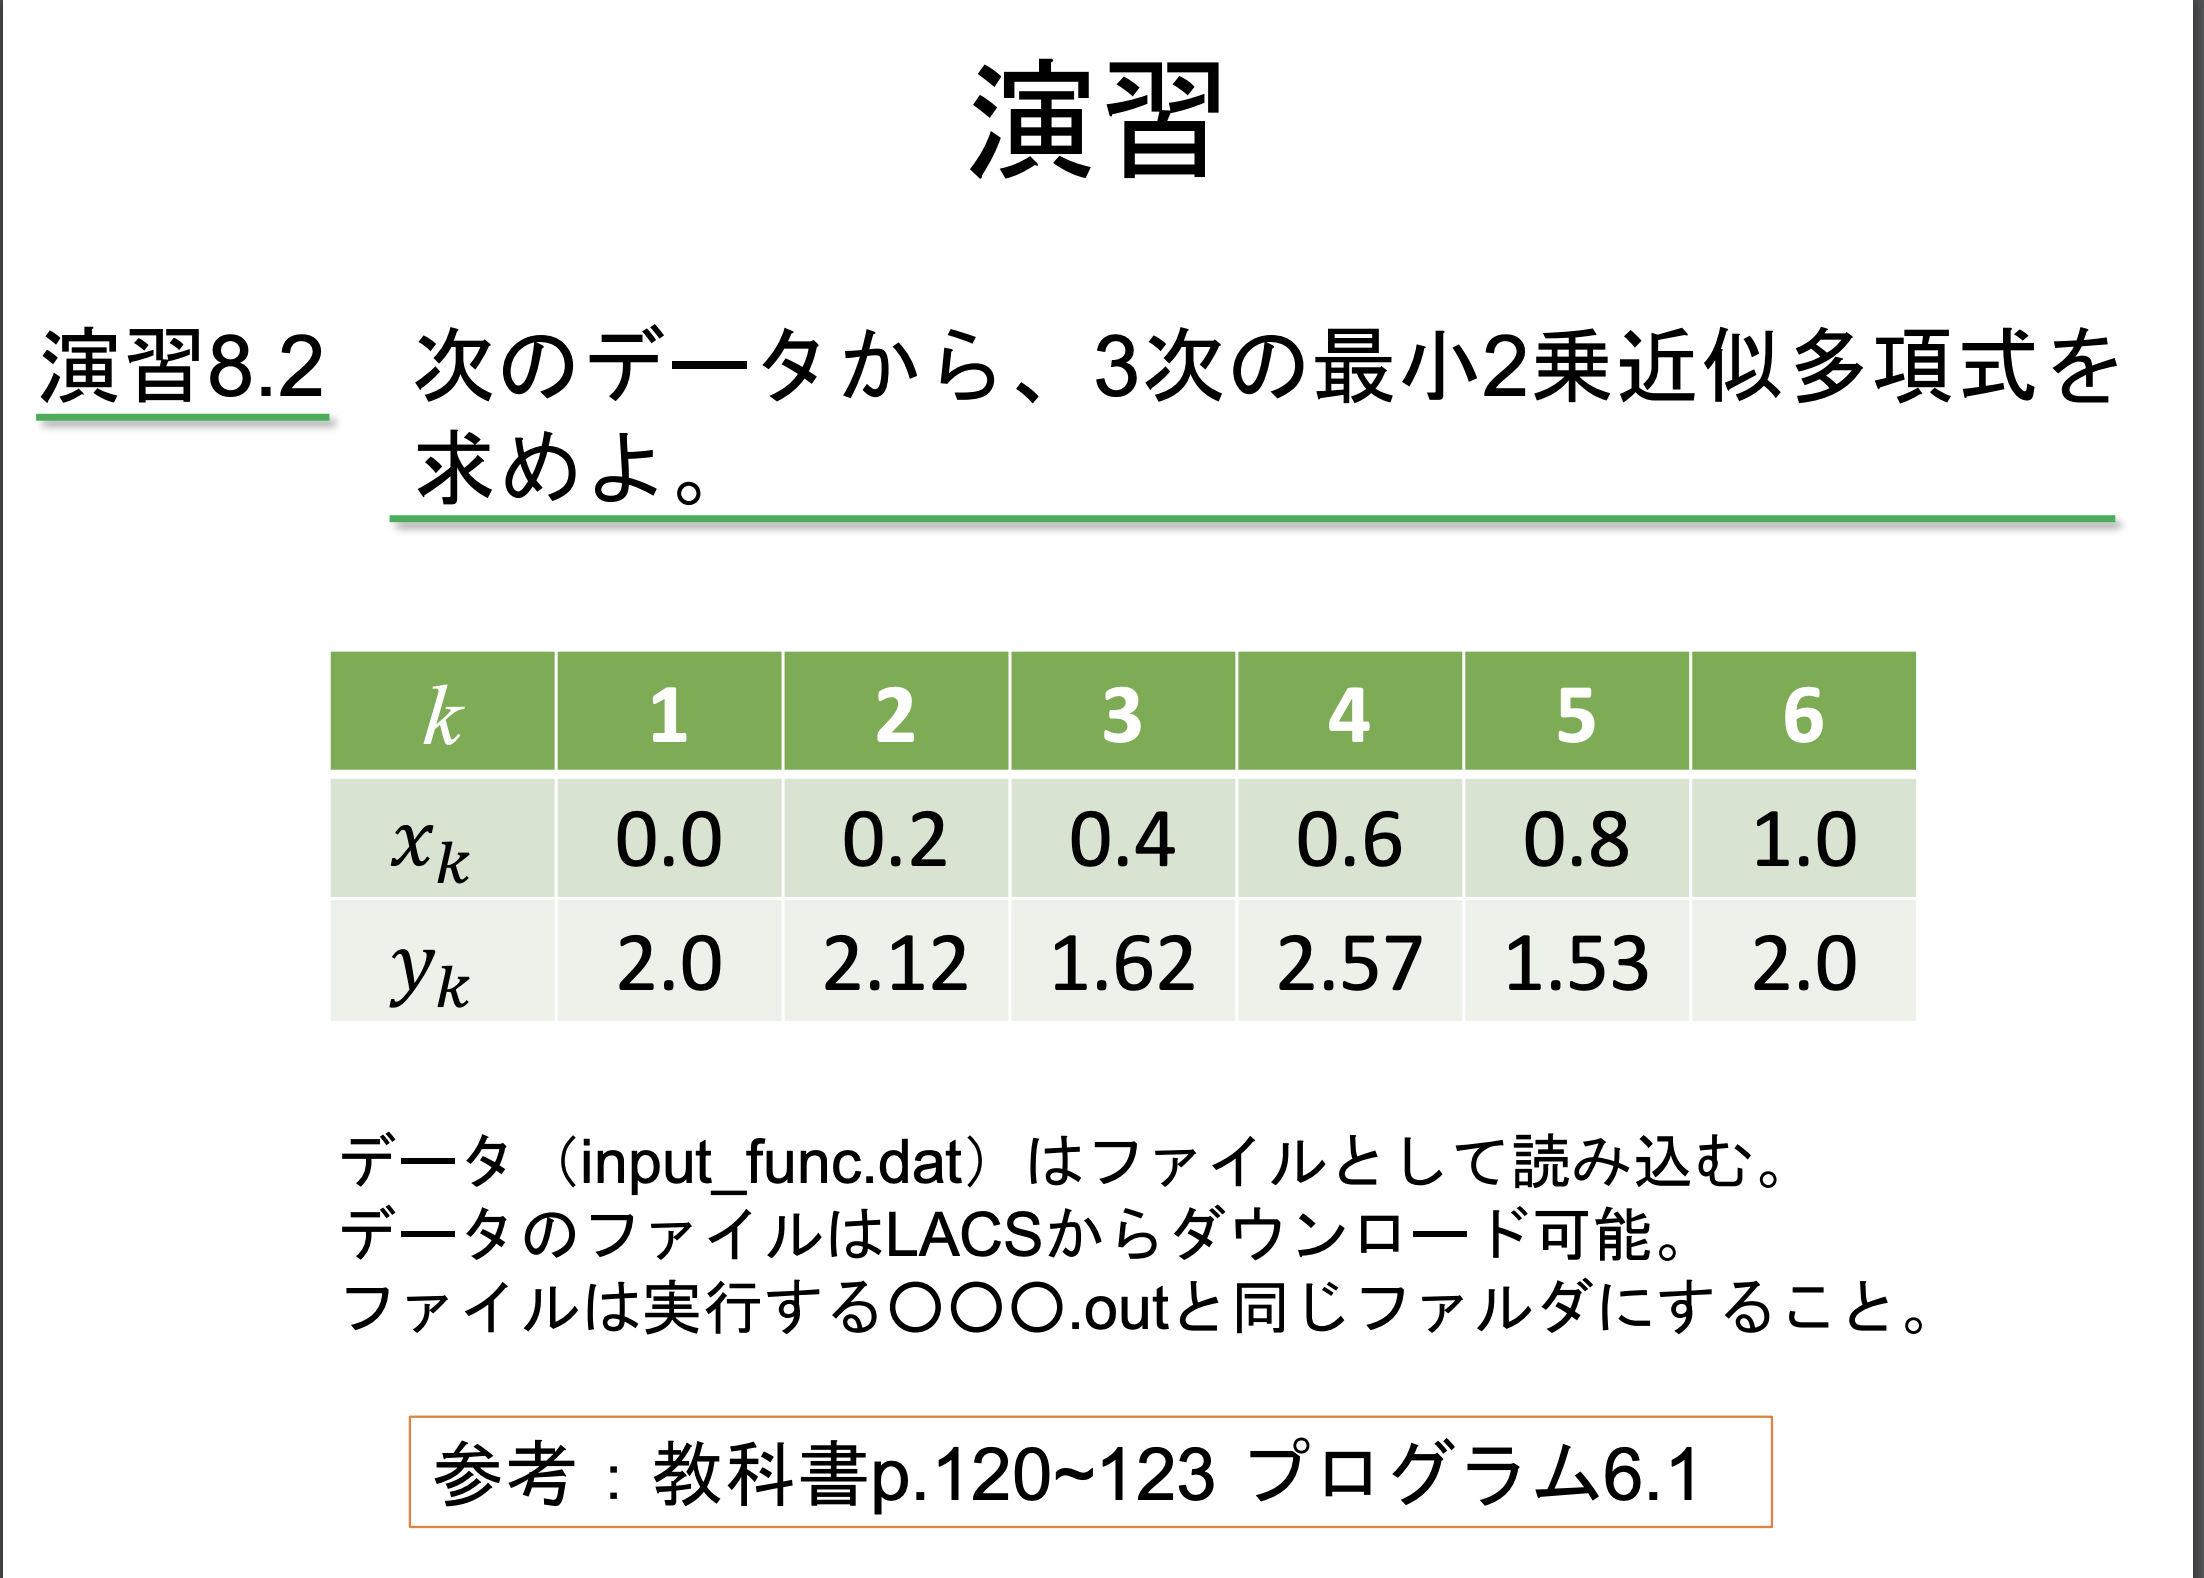 演習
演習8.2 次のデータから、3次の最小2乗近似多項式を
求めよ。
k 1 2 3 4 5 6
xk 0.0 0.2 0.4 0.6 0.8 1.0
yk 2.0 2.12 1.62 2.57 1.53 2.0
データ（input_func.dat）はファイルとして読み込む。
データのファイルはLACSからダウンロード可能。
ファイルは実行する〇〇〇.outと同じファルダにすること。
参考：教科書p.120~123 プログラム6.1